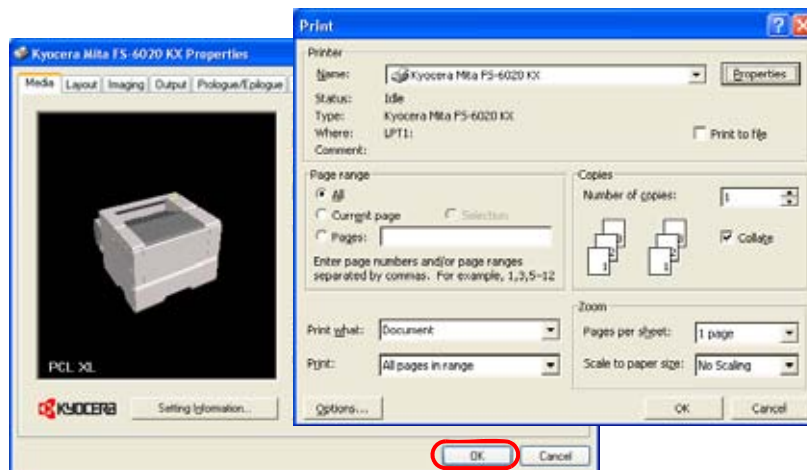 Kyocera Mita FS-6020 KX Properties
Media Layout Imaging Output Prologue/Epilogue
PCL XL
KYOCERA
Setting Information...
OK Cancel
Print
Printer
Name: Kyocera Mita FS-6020 KX Properties
Status: Idle
Type: Kyocera Mita FS-6020 KX
Where: LPT1: Print to file
Comment:
Page range
All
Current page Selection
Pages:
Enter page numbers and/or page ranges
separated by commas. For example, 1,3,5-12
Copies
Number of copies: 1
Collate
Print what: Document
Print: All pages in range
Zoom
Pages per sheet: 1 page
Scale to paper size: No Scaling
Options... OK Cancel